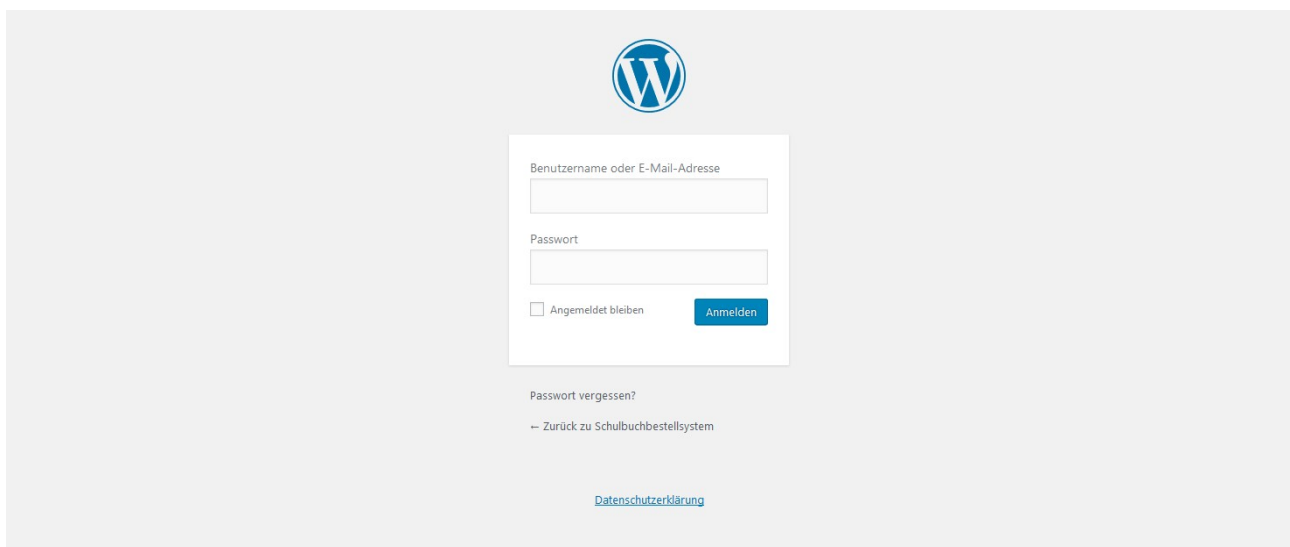 Benutzername oder E-Mail-Adresse
Passwort
Angemeldet bleiben
Anmelden
Passwort vergessen?
← Zurück zu Schulbuchbestellsystem
Datenschutzerklärung